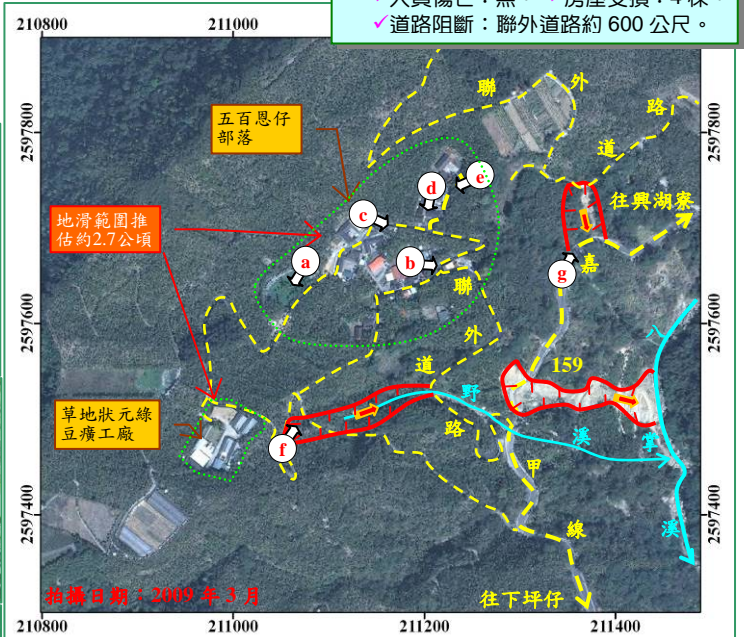 ✓道路阻斷：聯外道路約 600 公尺。
210800
211000
2597800
2597800
聯
外
路
道
五百恩仔
部落
e
d
往興湖寮
c
地滑範圍推
估約2.7公頃
a
b
g
嘉
聯
2597600
2597600
外
八
159
道
野
草地狀元綠
豆癀工廠
路
溪
掌
f
甲
2597400
2597400
線
溪
拍攝日期：2009 年 3 月
往下坪仔
210800
211000
211200
211400